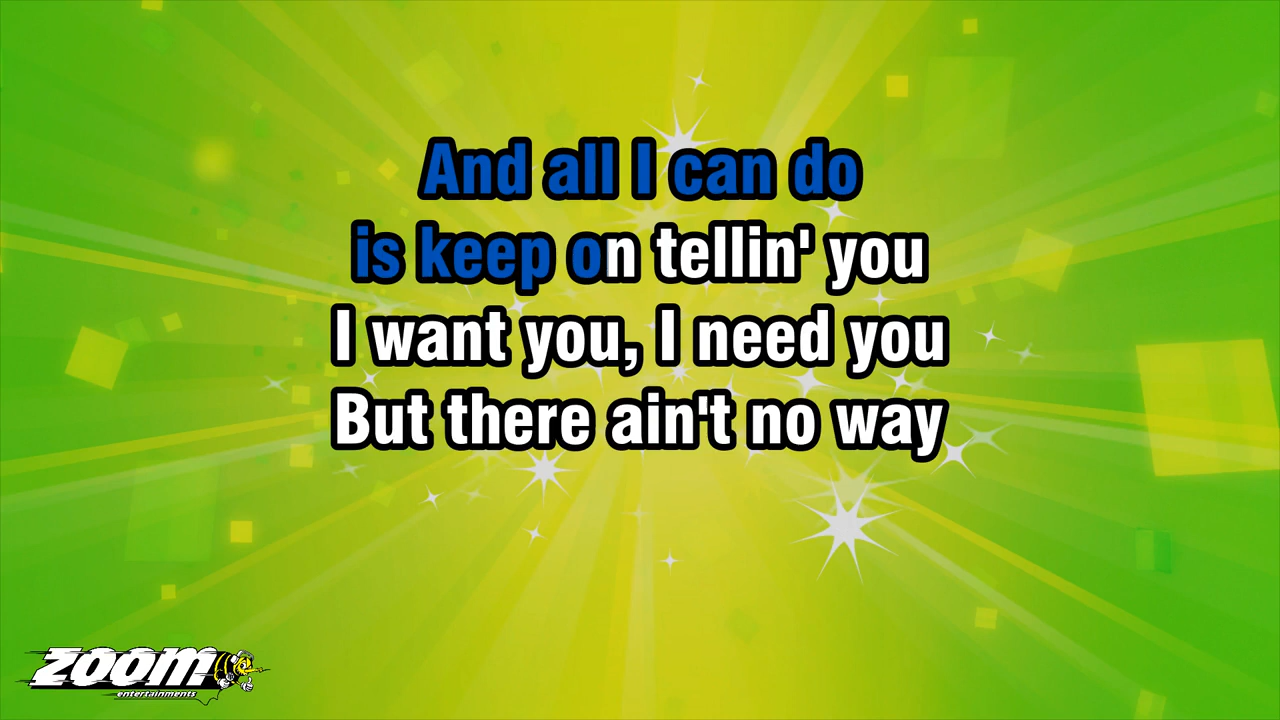 And all I can do
is keep on tellin' you
I want you, I need you
But there ain't no way
ZOOM
entertainments